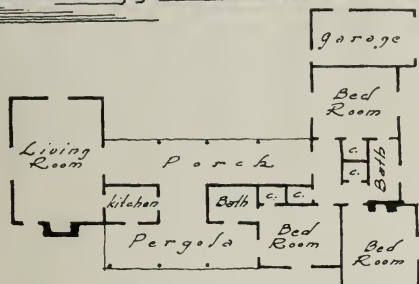 garage
Bed
Room
Living
Room
Porch
c.
c.
Bath
kitchen
Bath
c.
c.
Pergola
Bed
Room
Bed
Room